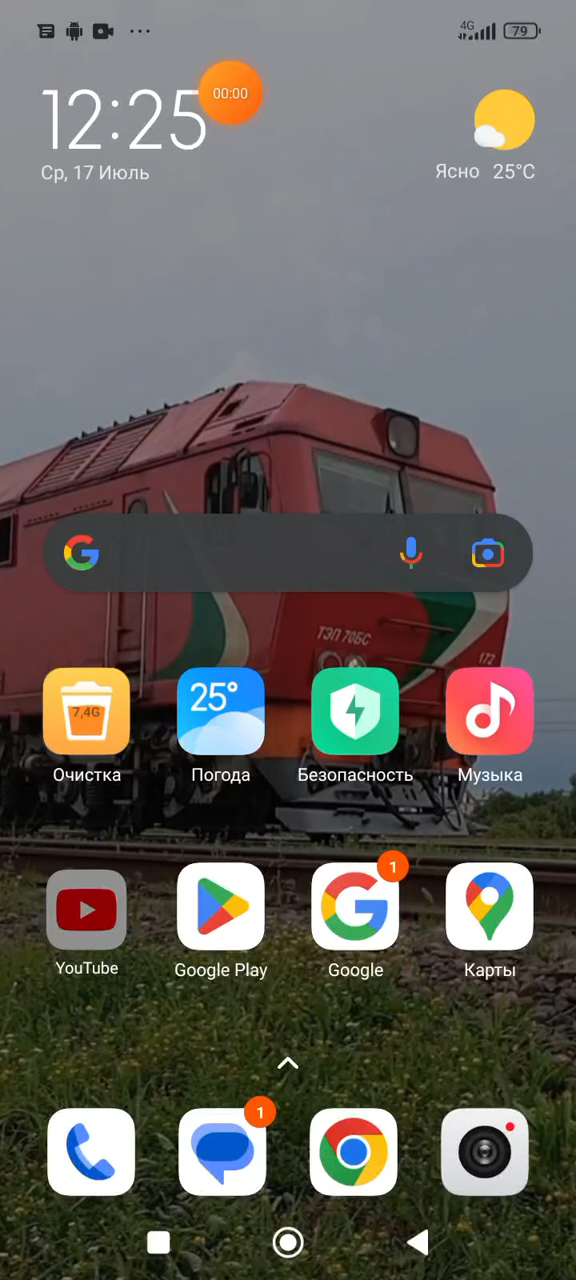 4G
79
12:25
00:00
Ср, 17 Июль
Ясно 25°C
ТЭП 70БС
172
7,4G
25°
Очистка
Погода
Безопасность
Музыка
1
YouTube
Google Play
Google
Карты
1